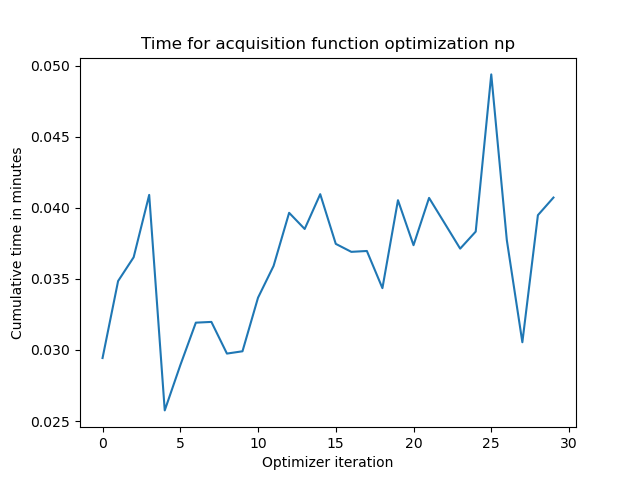 Time for acquisition function optimization np
0.050
0.045
0.040
0.035
0.030
0.025
Cumulative time in minutes
0 5 10 15 20 25 30
Optimizer iteration